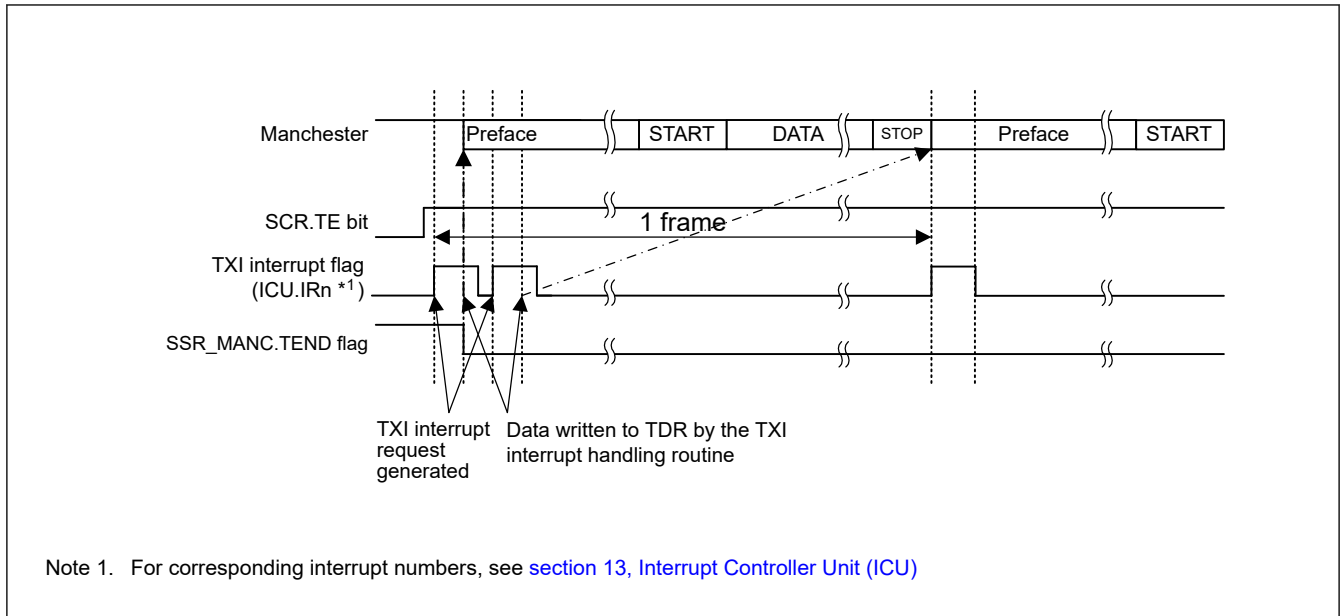 Manchester
Preface
START
DATA
STOP
Preface
START
SCR.TE bit
1 frame
TXI interrupt flag
(ICU.IRn *1)
SSR_MANC.TEND flag
TXI interrupt
request
generated
Data written to TDR by the TXI
interrupt handling routine
Note 1. For corresponding interrupt numbers, see section 13, Interrupt Controller Unit (ICU)